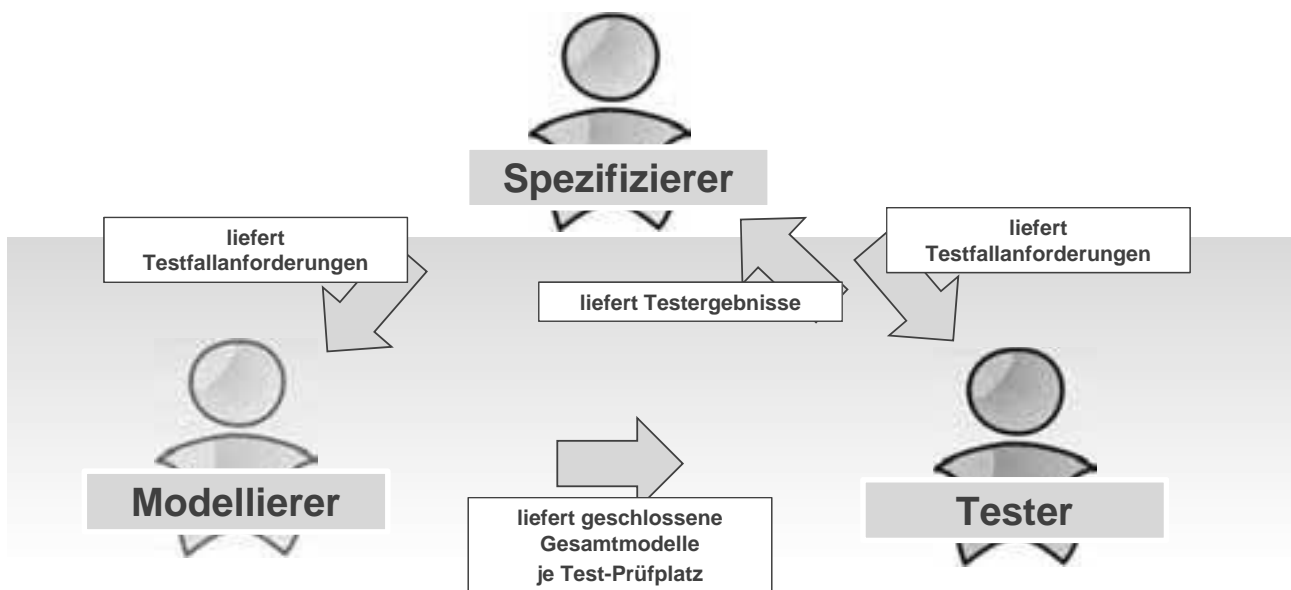 Spezifizierer
liefert
Testfallanforderungen
liefert
Testfallanforderungen
liefert Testergebnisse
Modellierer
Tester
liefert geschlossene
Gesamtmodelle
je Test-Prüfplatz